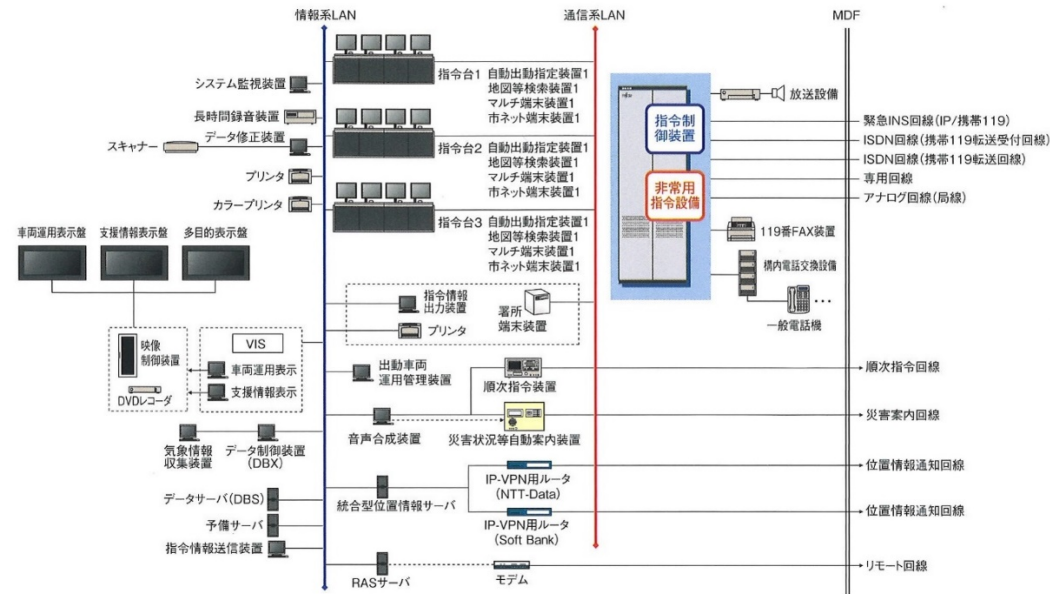 情報系LAN
通信系LAN
MDF
システム監視装置
長時間録音装置
データ修正装置
スキャナー
プリンタ
カラープリンタ
指令台1 自動出動指定装置1
地図等検索装置1
マルチ端末装置1
市ネット端末装置1
指令台2 自動出動指定装置1
地図等検索装置1
マルチ端末装置1
市ネット端末装置1
指令台3 自動出動指定装置1
地図等検索装置1
マルチ端末装置1
市ネット端末装置1
指令制
御装置
非常用
指令設備
放送設備
緊急INS回線(IP/携帯119)
ISDN回線(携帯119転送受付回線)
ISDN回線(携帯119転送回線)
専用回線
アナログ回線(局線)
119番FAX装置
構内電話交換設備
一般電話機
車両運用表示盤
支援情報表示盤
多目的表示盤
映像
制御装置
DVDレコーダ
VIS
車両運用表示
支援情報表示
指令情報
出力装置
プリンタ
署所
端末装置
出動車両
運用管理装置
順次指令装置
順次指令回線
音声合成装置
災害状況等自動案内装置
災害案内回線
気象情報
収集装置
データ制御装置
(DBX)
データサーバ(DBS)
予備サーバ
指令情報送信装置
統合型位置情報サーバ
IP-VPN用ルータ
(NTT-Data)
位置情報通知回線
IP-VPN用ルータ
(Soft Bank)
位置情報通知回線
RASサーバ
モデム
リモート回線